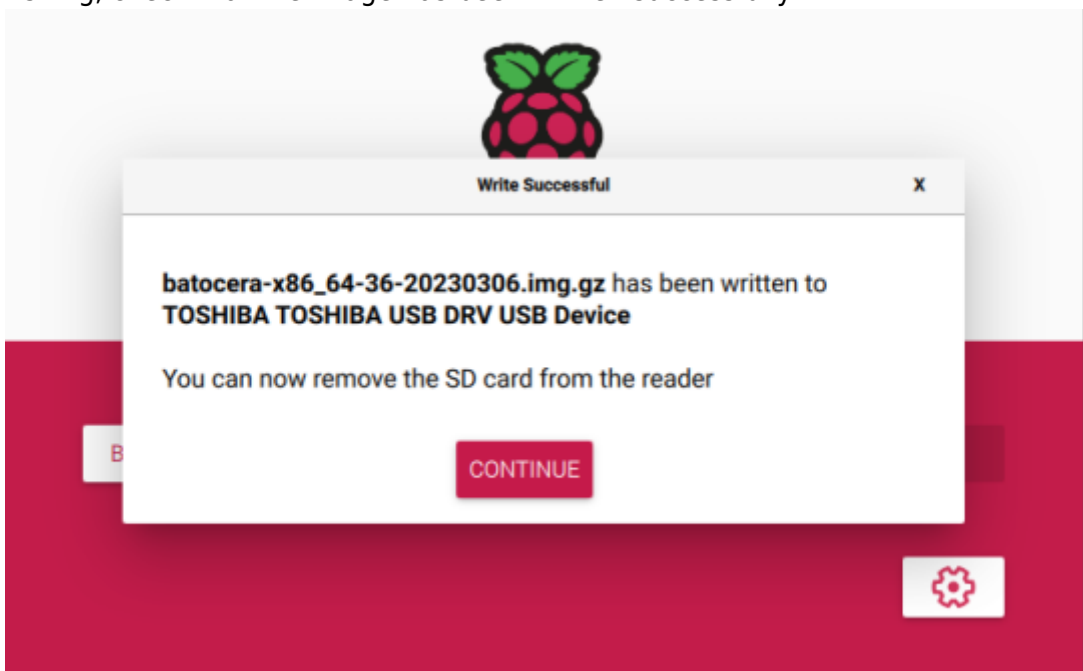 Write Successful X
batocera-x86_64-36-20230306.img.gz has been written to
TOSHIBA TOSHIBA USB DRV USB Device
You can now remove the SD card from the reader
B
CONTINUE